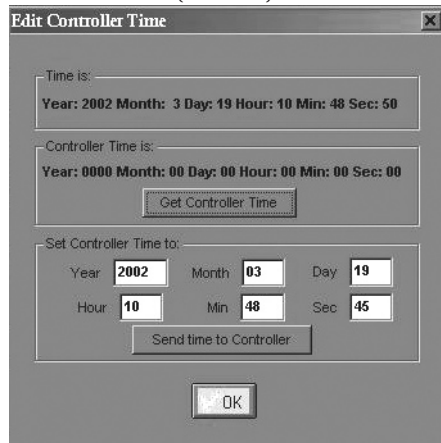 Edit Controller Time
Time is:
Year: 2002 Month: 3 Day: 19 Hour: 10 Min: 48 Sec: 50
Controller Time is:
Year: 0000 Month: 00 Day: 00 Hour: 00 Min: 00 Sec: 00
Get Controller Time
Set Controller Time to:
Year 2002 Month 03 Day 19
Hour 10 Min 48 Sec 45
Send time to Controller
OK